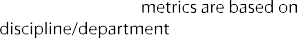 metrics are based on
discipline/department